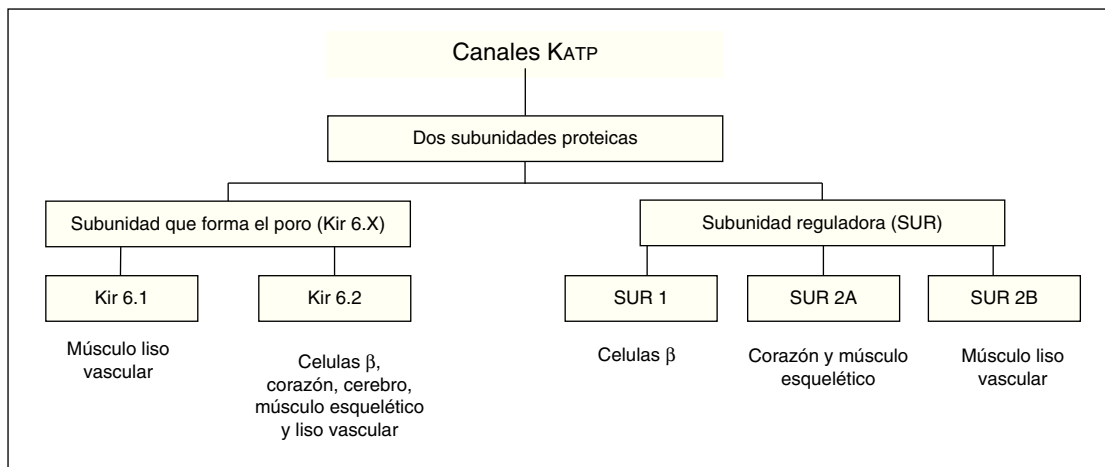 Canales KATP
Dos subunidades proteicas
Subunidad que forma el poro (Kir 6.X)
Subunidad reguladora (SUR)
Kir 6.1
Kir 6.2
SUR 1
SUR 2A
SUR 2B
Músculo liso
vascular
Celulas β,
corazón, cerebro,
músculo esquelético
y liso vascular
Celulas β
Corazón y músculo
esquelético
Músculo liso
vascular